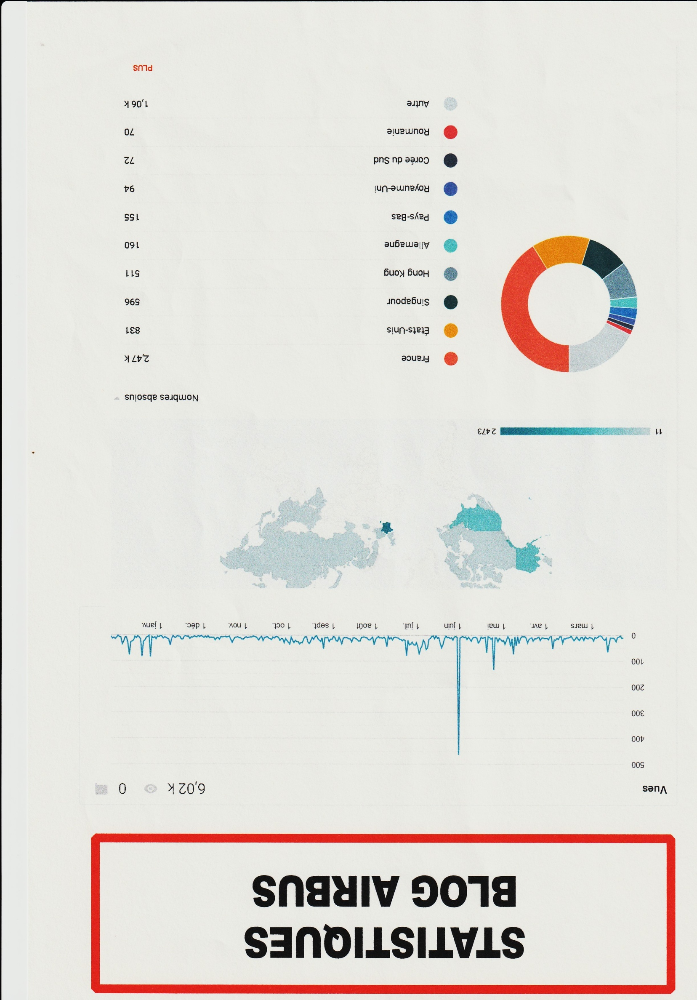 STATISTIQUES
BLOG AIRBUS
Vues
6,02 k
0
500
400
300
200
100
0
1 mars 1 avr. 1 mai 1 juin 1 juil. 1 août 1 sept. 1 oct. 1 nov. 1 déc. 1 janv.
11 2 473
Nombres absolus
France 2,47 k
États-Unis 831
Singapour 596
Hong Kong 511
Allemagne 160
Pays-Bas 155
Royaume-Uni 94
Corée du Sud 72
Roumanie 70
Autre 1,06 k
PLUS